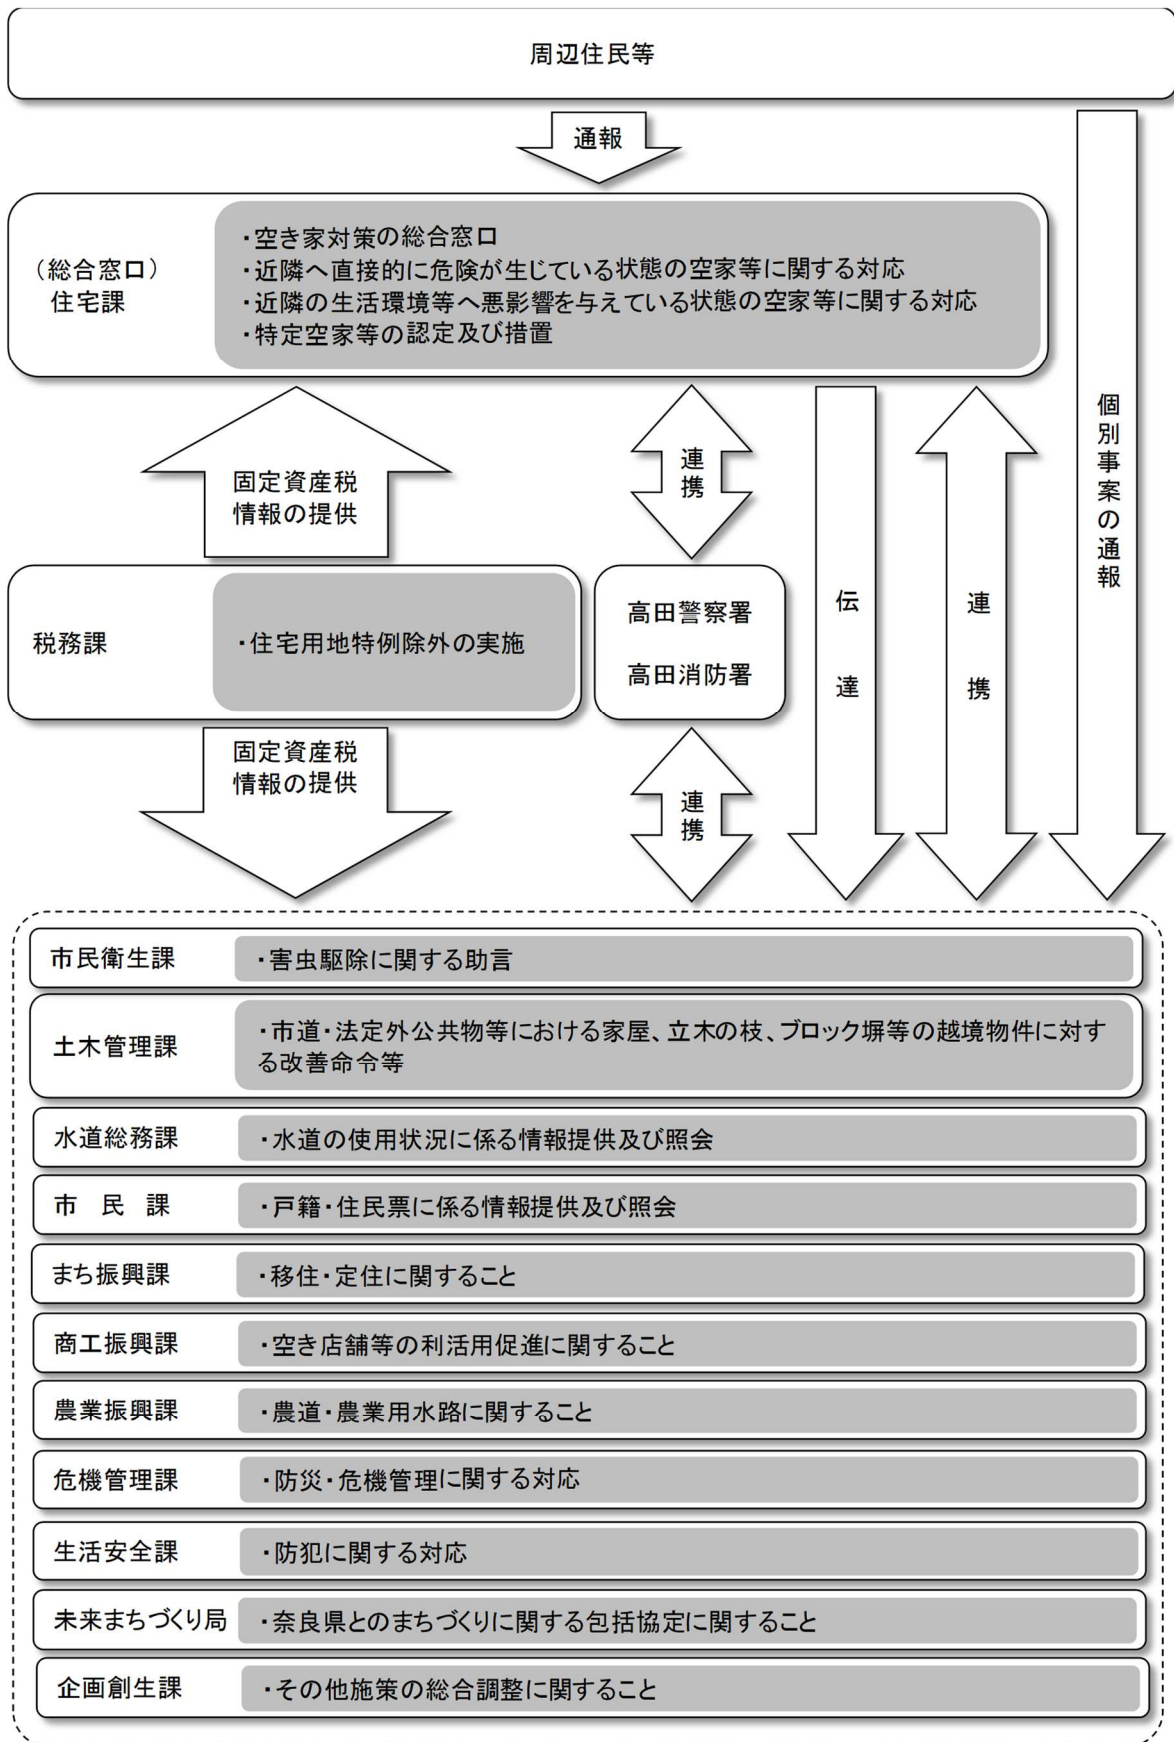 周辺住民等
通報
(総合窓口)
住宅課
・空き家対策の総合窓口
・近隣へ直接的に危険が生じている状態の空家等に関する対応
・近隣の生活環境等へ悪影響を与えている状態の空家等に関する対応
・特定空家等の認定及び措置
個別事案の通報
固定資産税
情報の提供
連携
伝達
連携
税務課
・住宅用地特例除外の実施
高田警察署
高田消防署
固定資産税
情報の提供
連携
市民衛生課
・害虫駆除に関する助言
土木管理課
・市道・法定外公共物等における家屋、立木の枝、ブロック塀等の越境物件に対す
る改善命令等
水道総務課
・水道の使用状況に係る情報提供及び照会
市 民 課
・戸籍・住民票に係る情報提供及び照会
まち振興課
・移住・定住に関すること
商工振興課
・空き店舗等の利活用促進に関すること
農業振興課
・農道・農業用水路に関すること
危機管理課
・防災・危機管理に関する対応
生活安全課
・防犯に関する対応
未来まちづくり局
・奈良県とのまちづくりに関する包括協定に関すること
企画創生課
・その他施策の総合調整に関すること